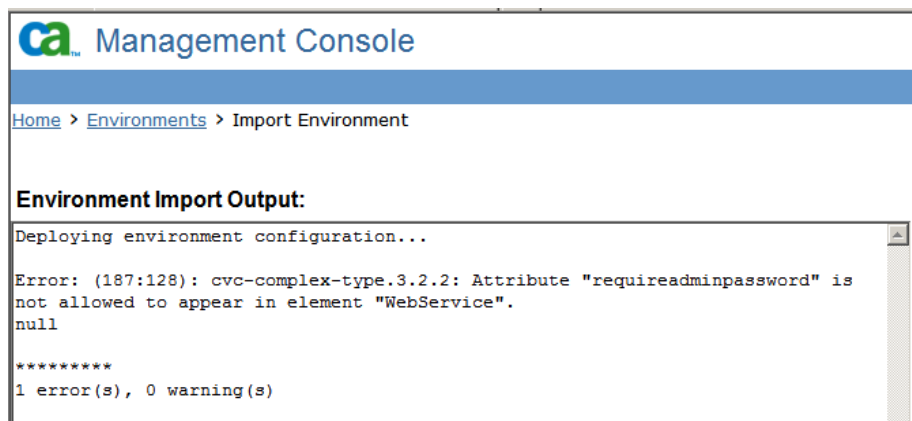 ca™ Management Console
Home > Environments > Import Environment
Environment Import Output:
Deploying environment configuration...
Error: (187:128): cvc-complex-type.3.2.2: Attribute "requireadminpassword" is
not allowed to appear in element "WebService".
null
*********
1 error(s), 0 warning(s)